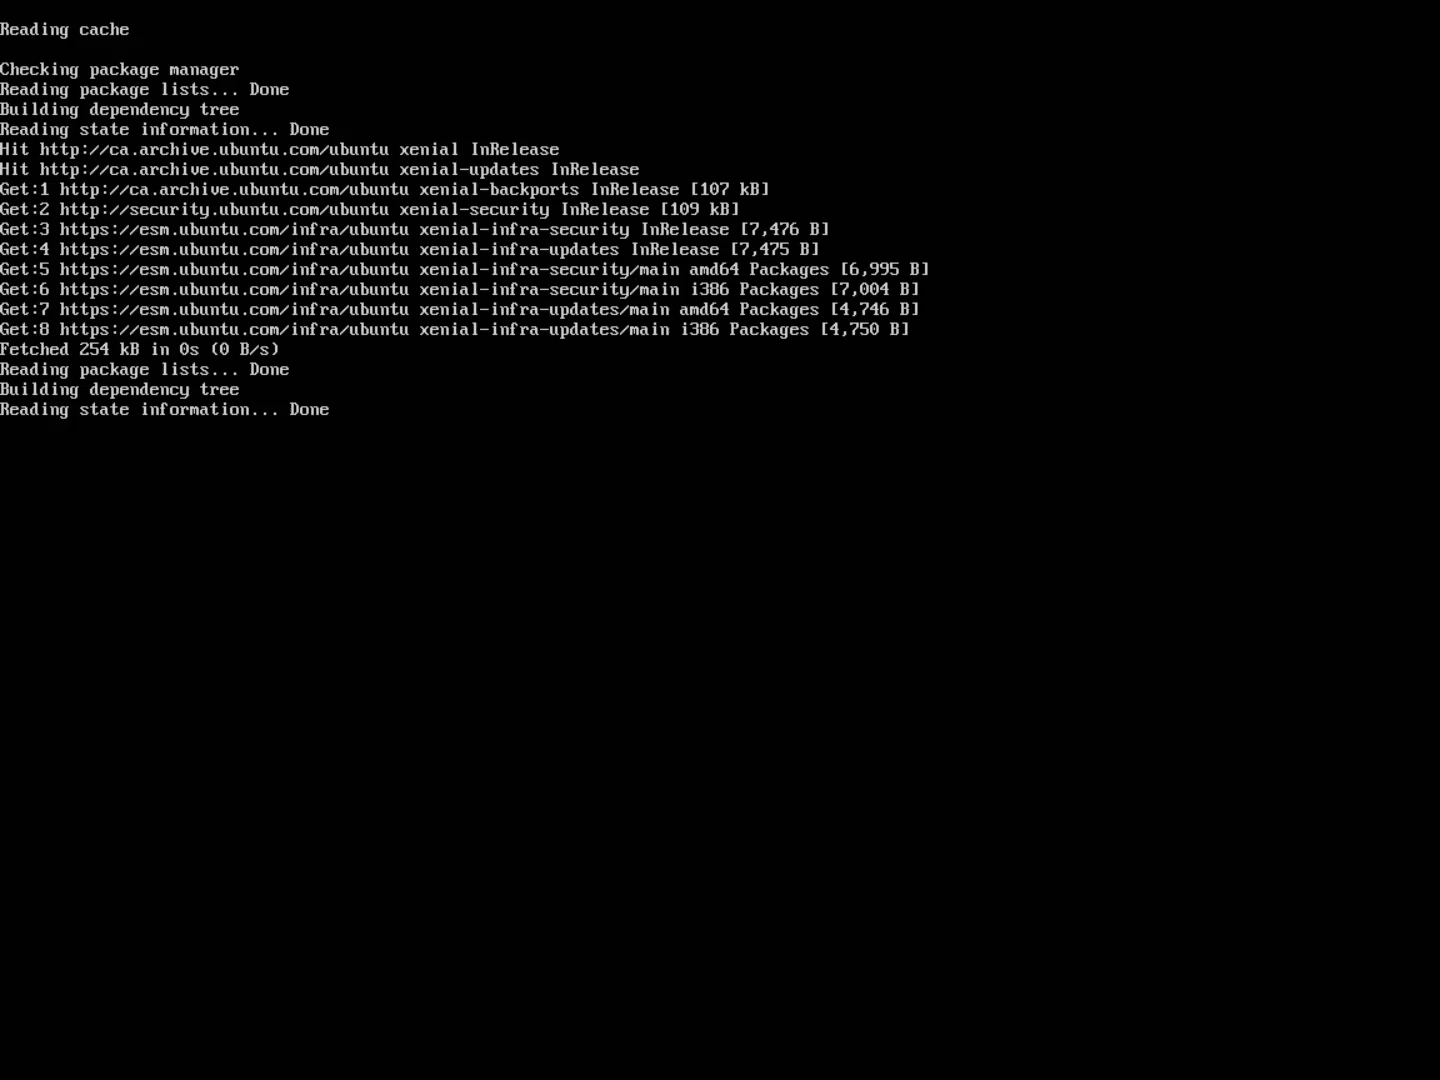 Reading cache
Checking package manager
Reading package lists... Done
Building dependency tree
Reading state information... Done
Hit http://ca.archive.ubuntu.com/ubuntu xenial InRelease
Hit http://ca.archive.ubuntu.com/ubuntu xenial-updates InRelease
Get:1 http://ca.archive.ubuntu.com/ubuntu xenial-backports InRelease [107 kB]
Get:2 http://security.ubuntu.com/ubuntu xenial-security InRelease [109 kB]
Get:3 https://esm.ubuntu.com/infra/ubuntu xenial-infra-security InRelease [7,476 B]
Get:4 https://esm.ubuntu.com/infra/ubuntu xenial-infra-updates InRelease [7,475 B]
Get:5 https://esm.ubuntu.com/infra/ubuntu xenial-infra-security/main amd64 Packages [6,995 B]
Get:6 https://esm.ubuntu.com/infra/ubuntu xenial-infra-security/main i386 Packages [7,004 B]
Get:7 https://esm.ubuntu.com/infra/ubuntu xenial-infra-updates/main amd64 Packages [4,746 B]
Get:8 https://esm.ubuntu.com/infra/ubuntu xenial-infra-updates/main i386 Packages [4,750 B]
Fetched 254 kB in 0s (0 B/s)
Reading package lists... Done
Building dependency tree
Reading state information... Done